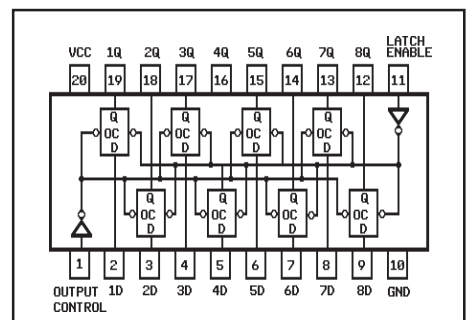 LATCH
VCC 1Q 2Q 3Q 4Q 5Q 6Q 7Q 8Q ENABLE
20 19 18 17 16 15 14 13 12 11
Q Q Q Q
OC OC OC OC
D D D D
Q Q Q Q
OC OC OC OC
D D D D
1 2 3 4 5 6 7 8 9 10
OUTPUT 1D 2D 3D 4D 5D 6D 7D 8D GND
CONTROL